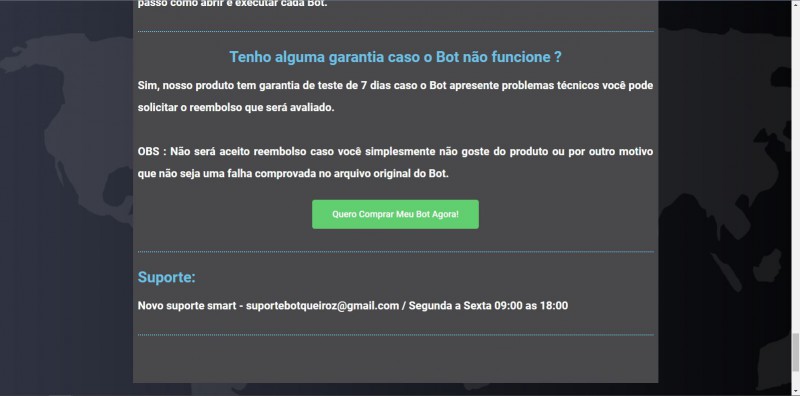 passo como abrir e executar cada Bot.
Tenho alguma garantia caso o Bot não funcione ?
Sim, nosso produto tem garantia de teste de 7 dias caso o Bot apresente problemas técnicos você pode
solicitar o reembolso que será avaliado.
OBS : Não será aceito reembolso caso você simplesmente não goste do produto ou por outro motivo
que não seja uma falha comprovada no arquivo original do Bot.
Quero Comprar Meu Bot Agora!
Suporte:
Novo suporte smart - suportebotqueiroz@gmail.com / Segunda a Sexta 09:00 as 18:00